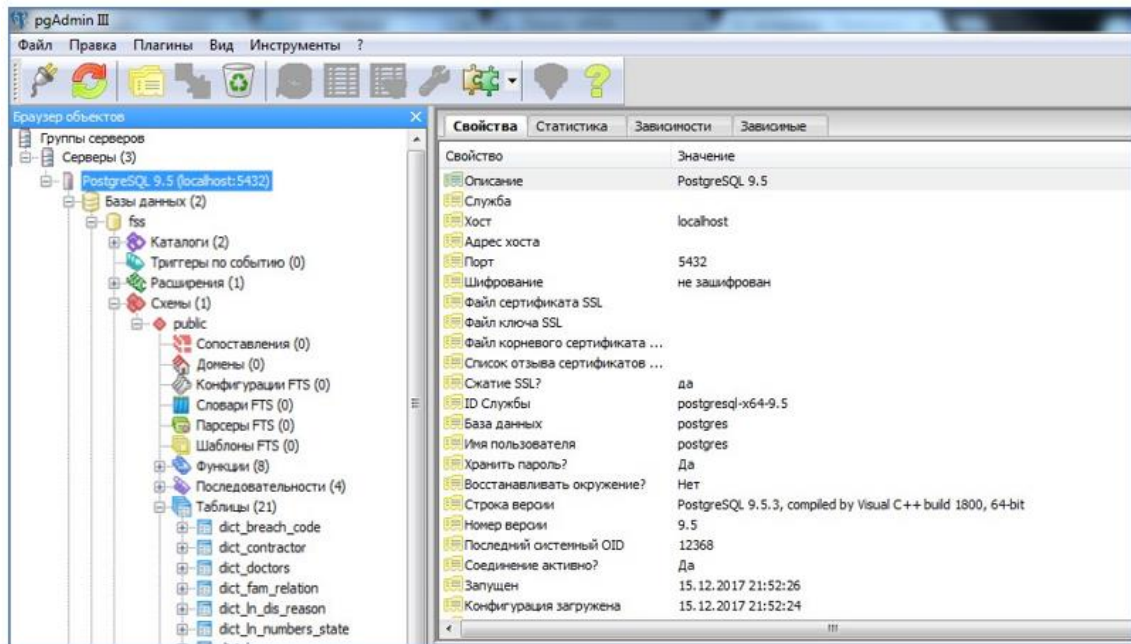 pgAdmin III
Файл Правка Плагины Вид Инструменты ?
Браузер объектов
Группы серверов
Серверы (3)
PostgreSQL 9.5 (localhost:5432)
Базы данных (2)
fss
Каталоги (2)
Триггеры по событию (0)
Расширения (1)
Схемы (1)
public
Сопоставления (0)
Домены (0)
Конфигурации FTS (0)
Словари FTS (0)
Парсеры FTS (0)
Шаблоны FTS (0)
Функции (8)
Последовательности (4)
Таблицы (21)
dict_breach_code
dict_contractor
dict_doctors
dict_fam_relation
dict_ln_dis_reason
dict_ln_numbers_state
Свойства Статистика Зависимости Зависимые
Свойство Значение
Описание PostgreSQL 9.5
Служба
Хост localhost
Адрес хоста
Порт 5432
Шифрование не зашифрован
Файл сертификата SSL
Файл ключа SSL
Файл корневого сертификата ...
Список отзыва сертификатов ...
Сжатие SSL? да
ID Службы postgresql-x64-9.5
База данных postgres
Имя пользователя postgres
Хранить пароль? Да
Восстанавливать окружение? Нет
Строка версии PostgreSQL 9.5.3, compiled by Visual C++ build 1800, 64-bit
Номер версии 9.5
Последний системный OID 12368
Соединение активно? Да
Запущен 15.12.2017 21:52:26
Конфигурация загружена 15.12.2017 21:52:24